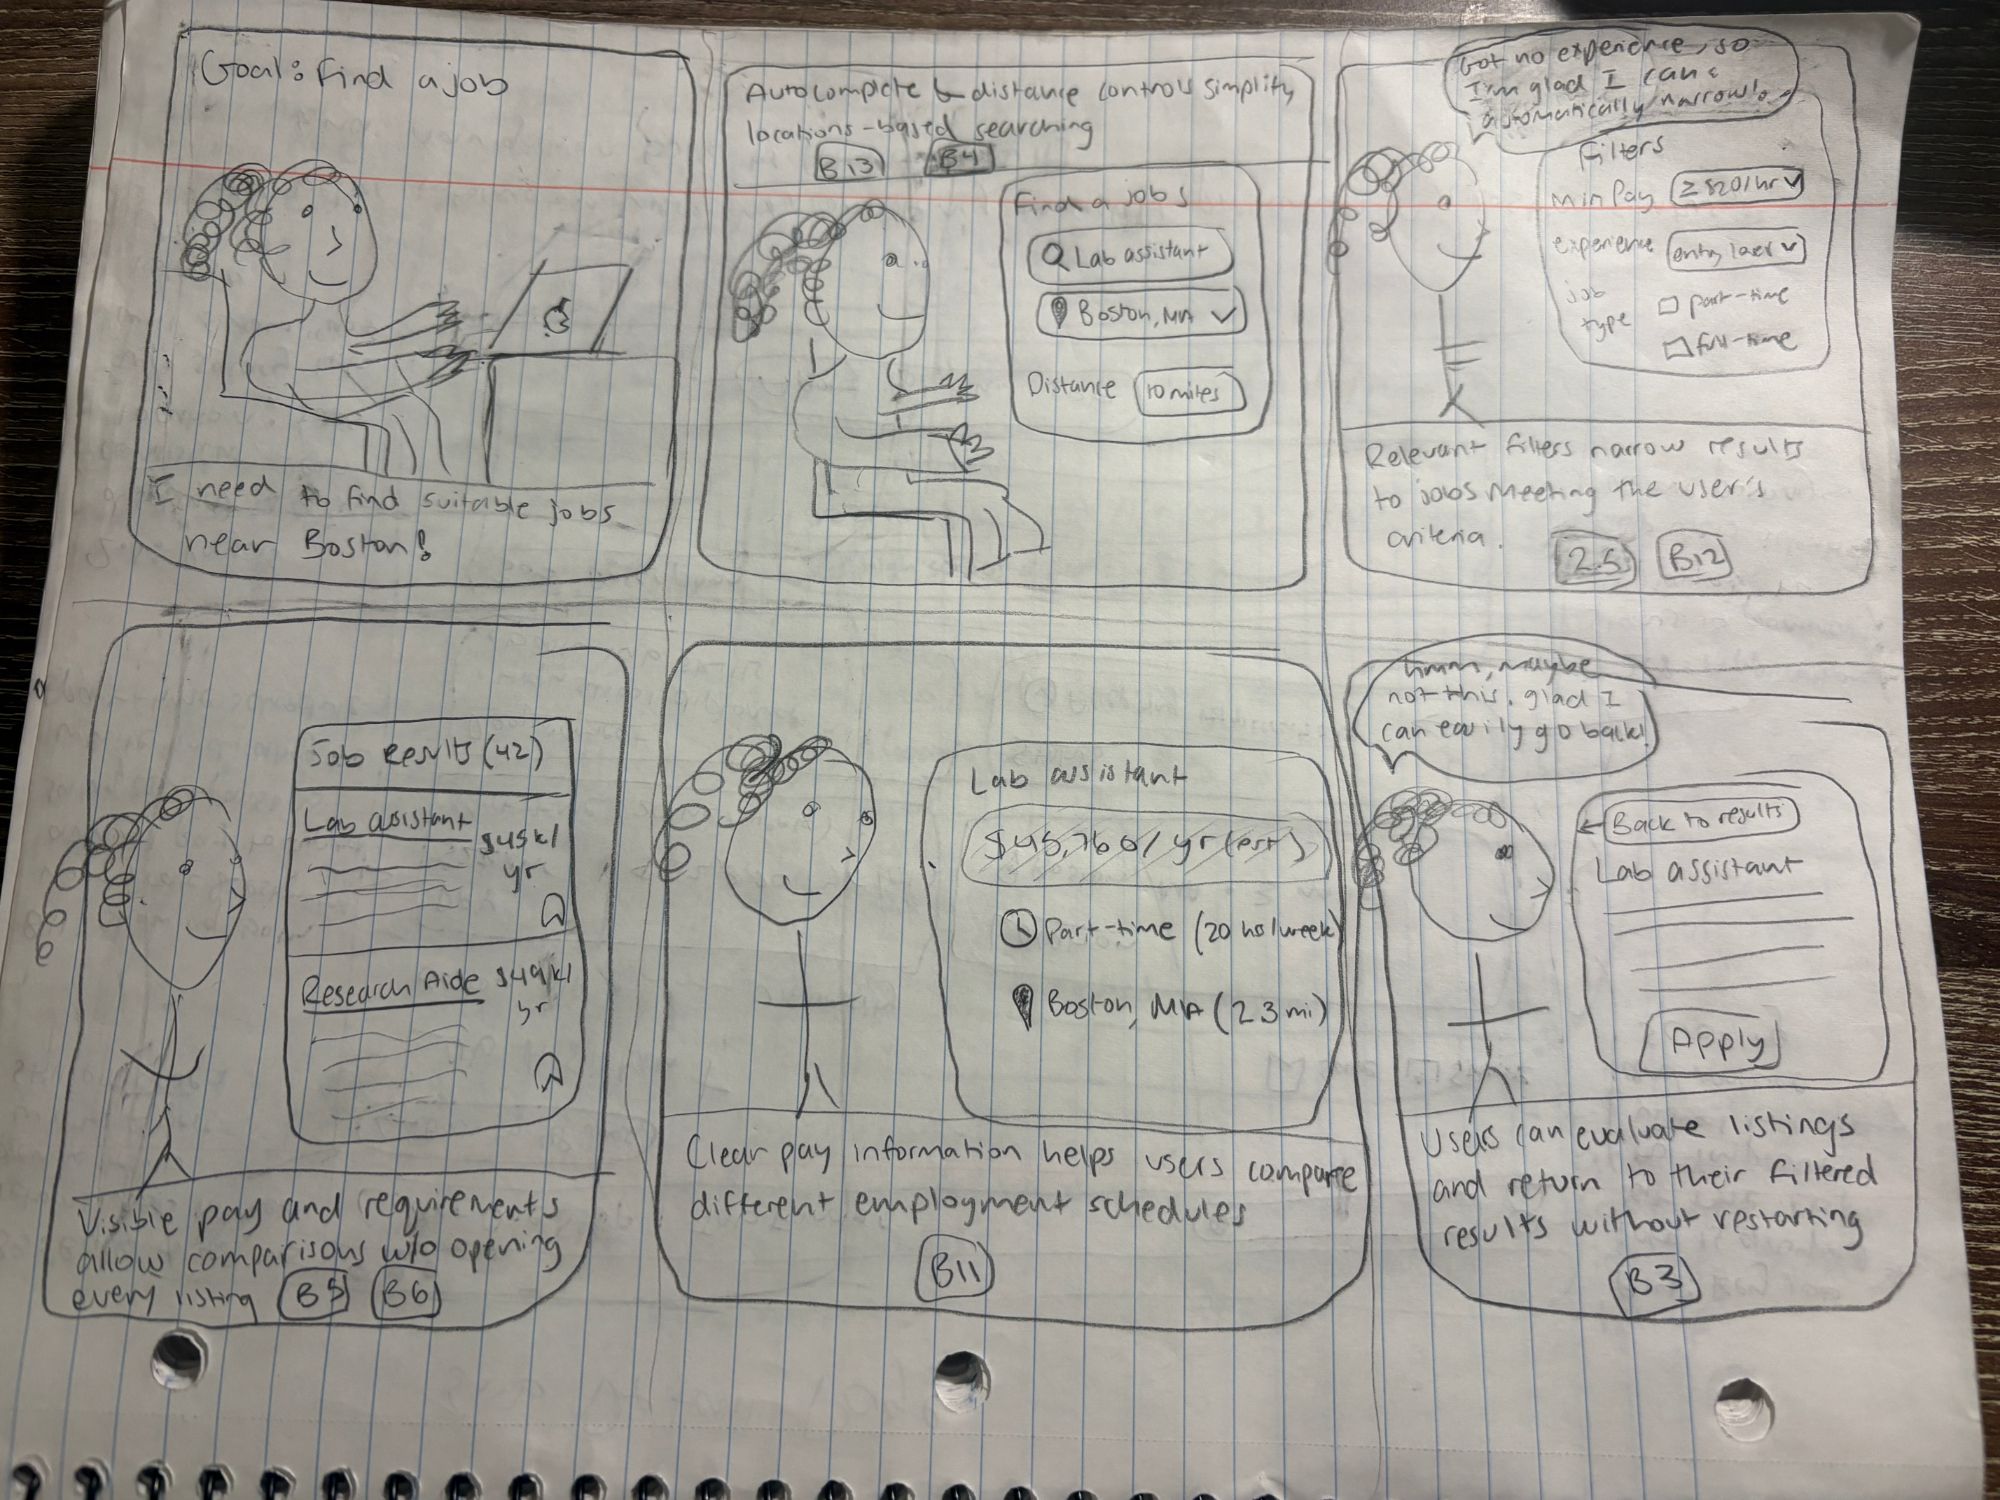 Goal: Find a job
I need to find suitable jobs
near Boston!
Autocomplete & distance controls simplify
locations-based searching
B13 B4
Find a jobs
Lab assistant
Boston, MA
Distance 10 miles
Got no experience, so
I'm glad I can
automatically narrow!
Filters
min Pay ≥ $20/hr
experience entry level
job type
part-time
full-time
Relevant filters narrow results
to jobs meeting the user's
criteria.
2.5 B12
Job Results (42)
Lab assistant $45k/
yr
Research Aide $49k/
yr
Visible pay and requirements
allow comparisons w/o opening
every listing B5 B6
Lab assistant
$45,760/yr (est)
Part-time (20 hs/week)
Boston, MA (2.3 mi)
Clear pay information helps users compare
different employment schedules
B11
hmm, maybe
not this. glad I
can easily go back!
← Back to results
Lab assistant
Apply
Users can evaluate listings
and return to their filtered
results without restarting
B3